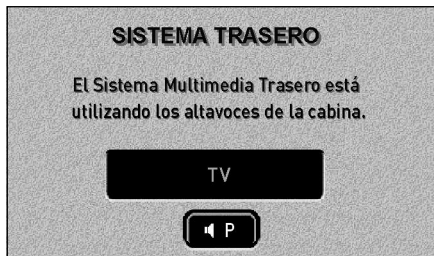 SISTEMA TRASERO
El Sistema Multimedia Trasero está
utilizando los altavoces de la cabina.
TV
P